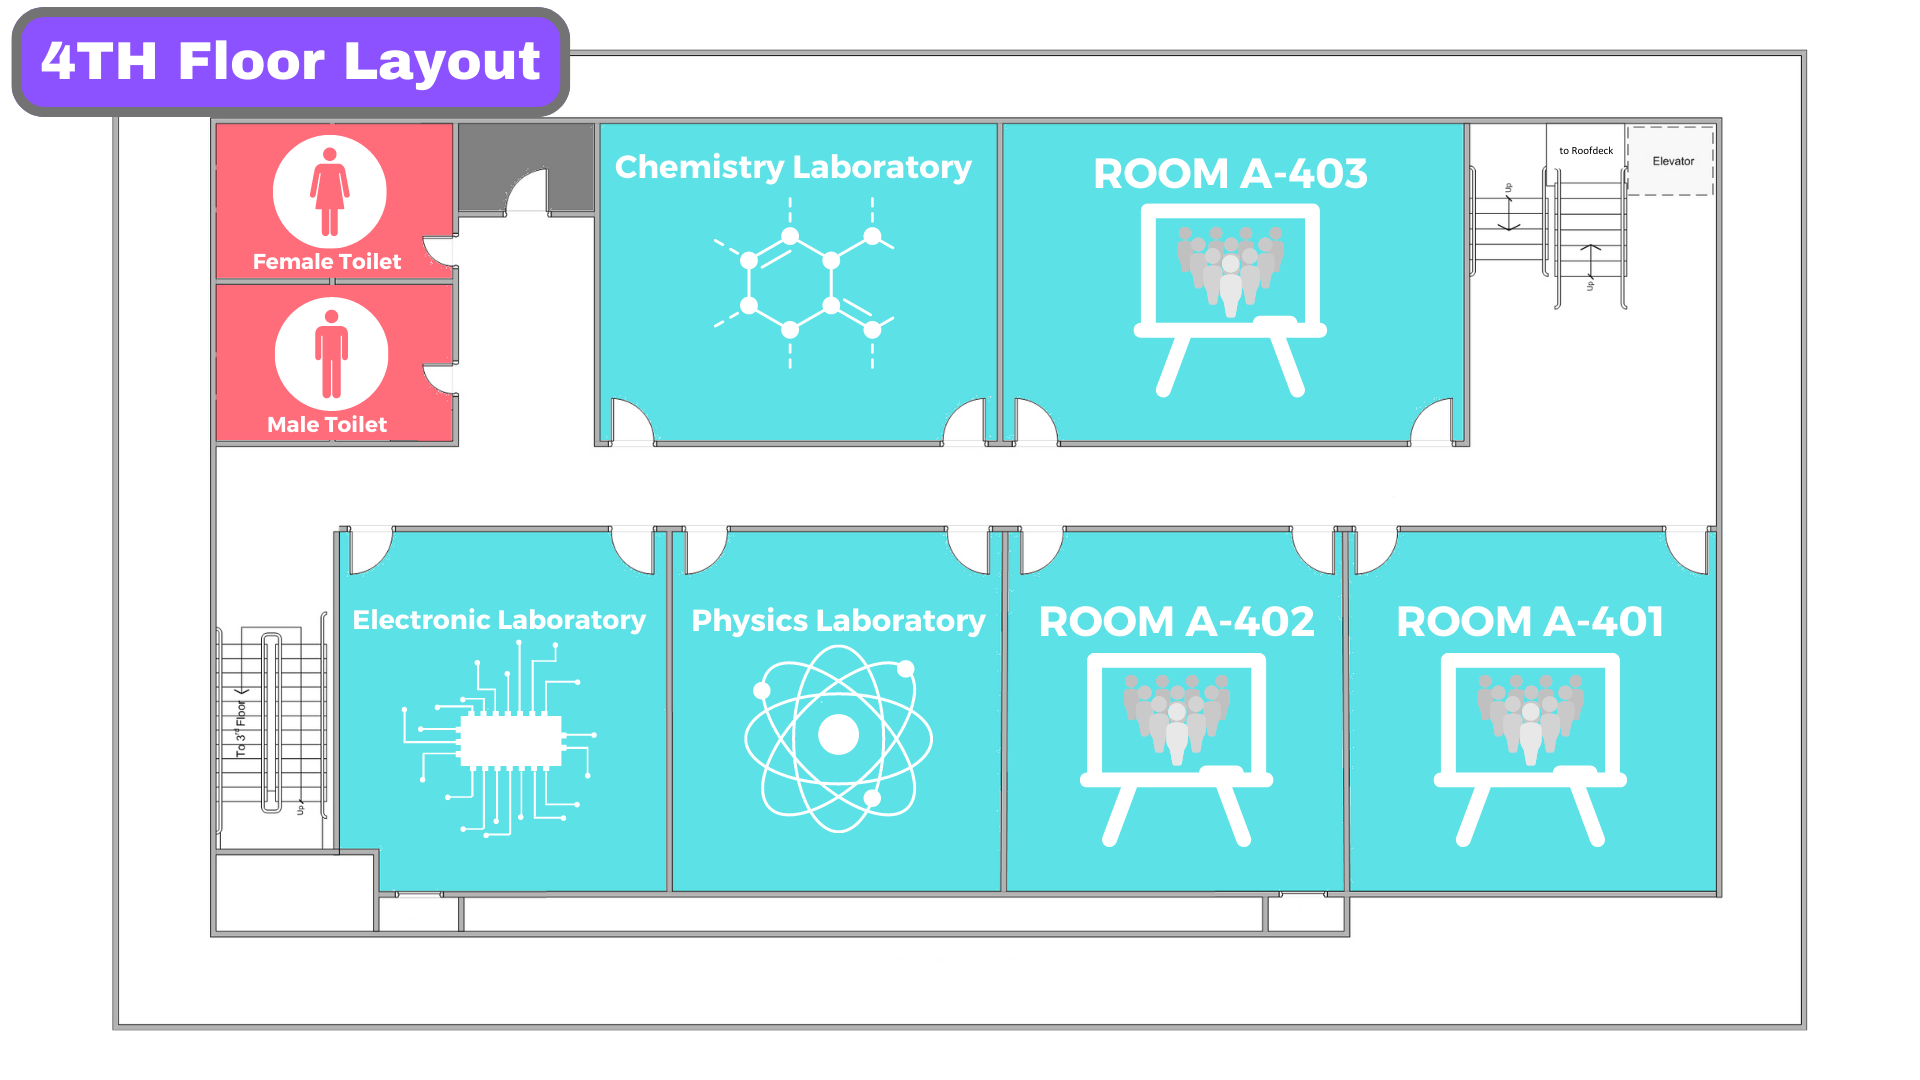 4TH Floor Layout
Female Toilet
Male Toilet
Chemistry Laboratory
ROOM A-403
Up
to Roofdeck
Up
Elevator
To 3rd Floor
Up
Electronic Laboratory
Physics Laboratory
ROOM A-402
ROOM A-401